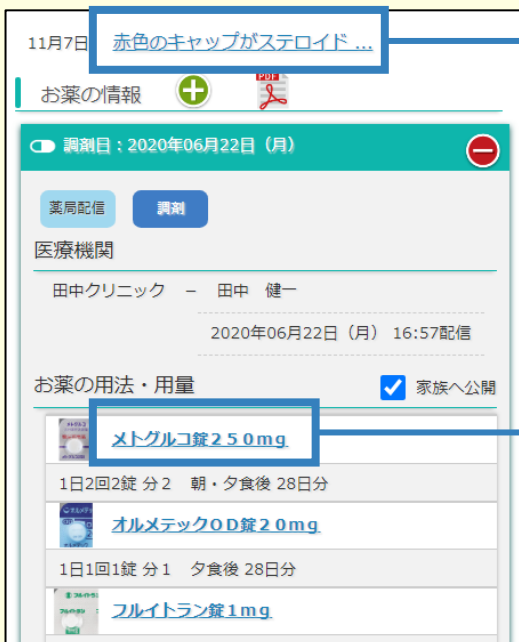 11月7日 赤色のキャップがステロイド ...
お薬の情報
PDF
調剤日：2020年06月22日（月）
薬局配信 調剤
医療機関
田中クリニック － 田中 健一
2020年06月22日（月） 16:57配信
お薬の用法・用量 家族へ公開
メトグルコ錠２５０ｍｇ
1日2回2錠 分２ 朝・夕食後 28日分
オルメテックＯＤ錠２０ｍｇ
1日1回1錠 分１ 夕食後 28日分
フルイトラン錠１ｍｇ